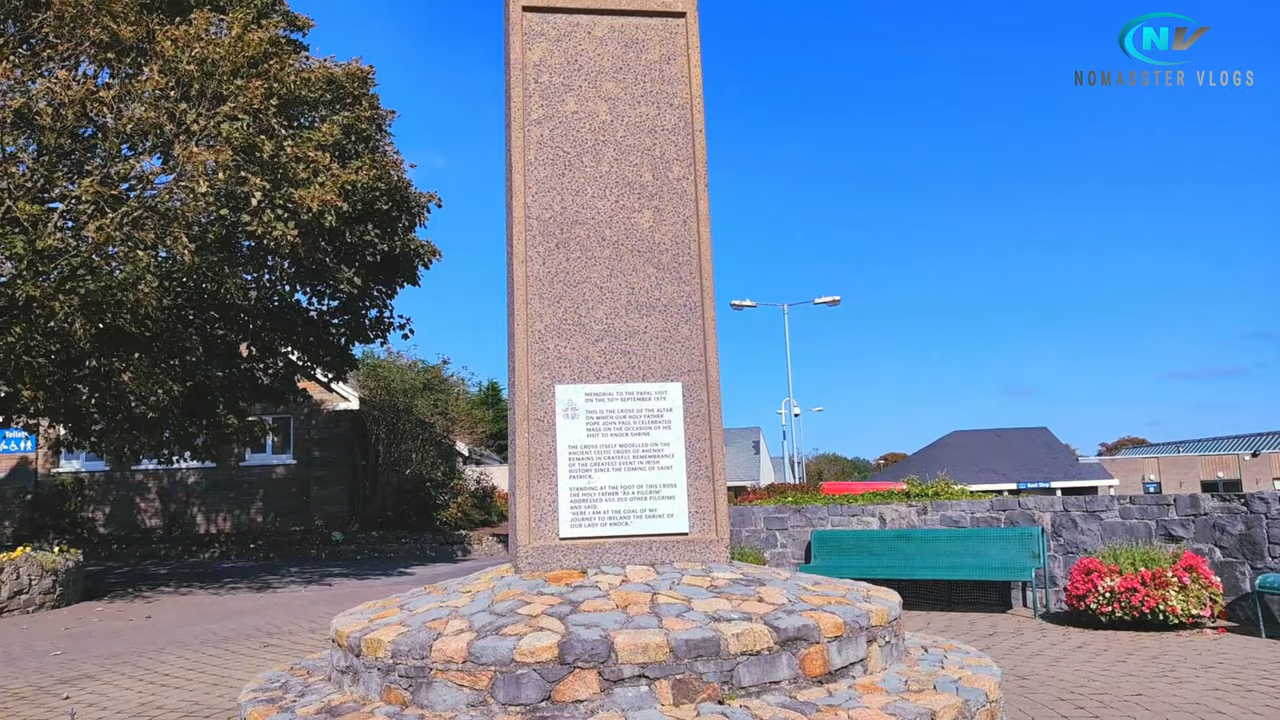 NV
NOMADSTER VLOGS
MEMORIAL TO THE PAPAL VISIT
ON THE 30TH SEPTEMBER 1979.
THIS IS THE CROSS OF THE ALTAR
ON WHICH OUR HOLY FATHER
POPE JOHN PAUL II CELEBRATED
MASS ON THE OCCASION OF HIS
VISIT TO KNOCK SHRINE.
THE CROSS ITSELF MODELLED ON THE
ANCIENT CELTIC CROSS OF AHENNY
REMAINS IN GRATEFUL REMEMBRANCE
OF THE GREATEST EVENT IN IRISH
HISTORY SINCE THE COMING OF SAINT
PATRICK.
STANDING AT THE FOOT OF THIS CROSS
THE HOLY FATHER "AS A PILGRIM"
ADDRESSED 450,000 OTHER PILGRIMS
AND SAID:
"HERE I AM AT THE GOAL OF MY
JOURNEY TO IRELAND THE SHRINE OF
OUR LADY OF KNOCK."
Toilet
Book Shop